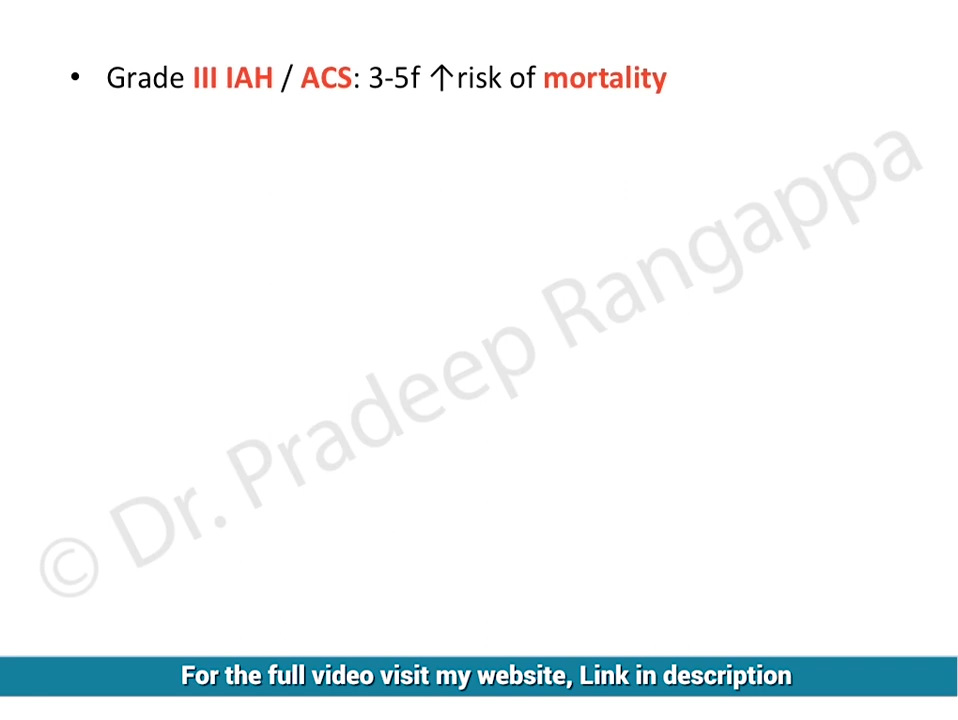 • Grade III IAH / ACS: 3-5f ↑risk of mortality
© Dr. Pradeep Rangappa
For the full video visit my website, Link in description